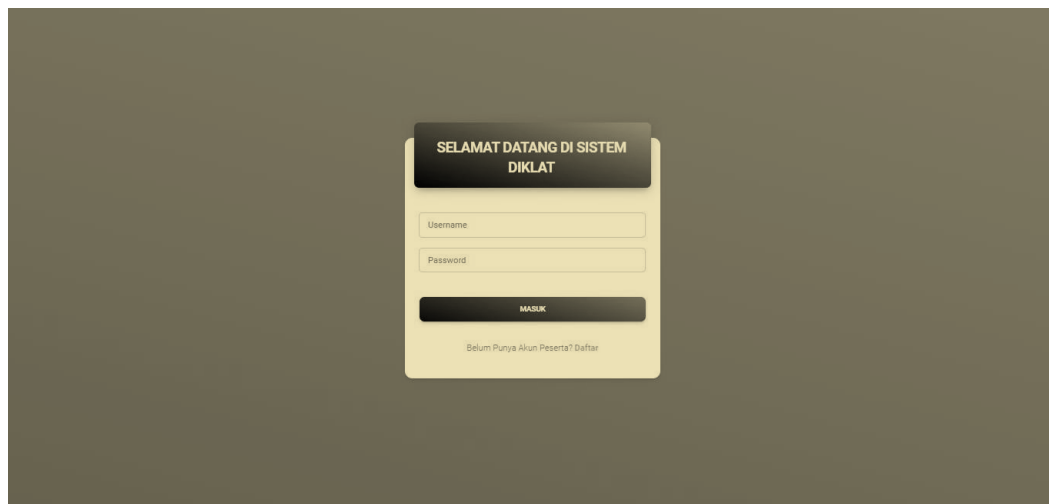 SELAMAT DATANG DI SISTEM
DIKLAT
Username
Password
MASUK
Belum Punya Akun Peserta? Daftar